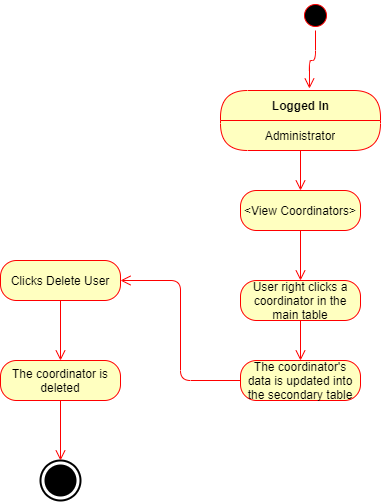 Logged In
Administrator
<View Coordinators>
User right clicks a
coordinator in the
main table
The coordinator's
data is updated into
the secondary table
Clicks Delete User
The coordinator is
deleted